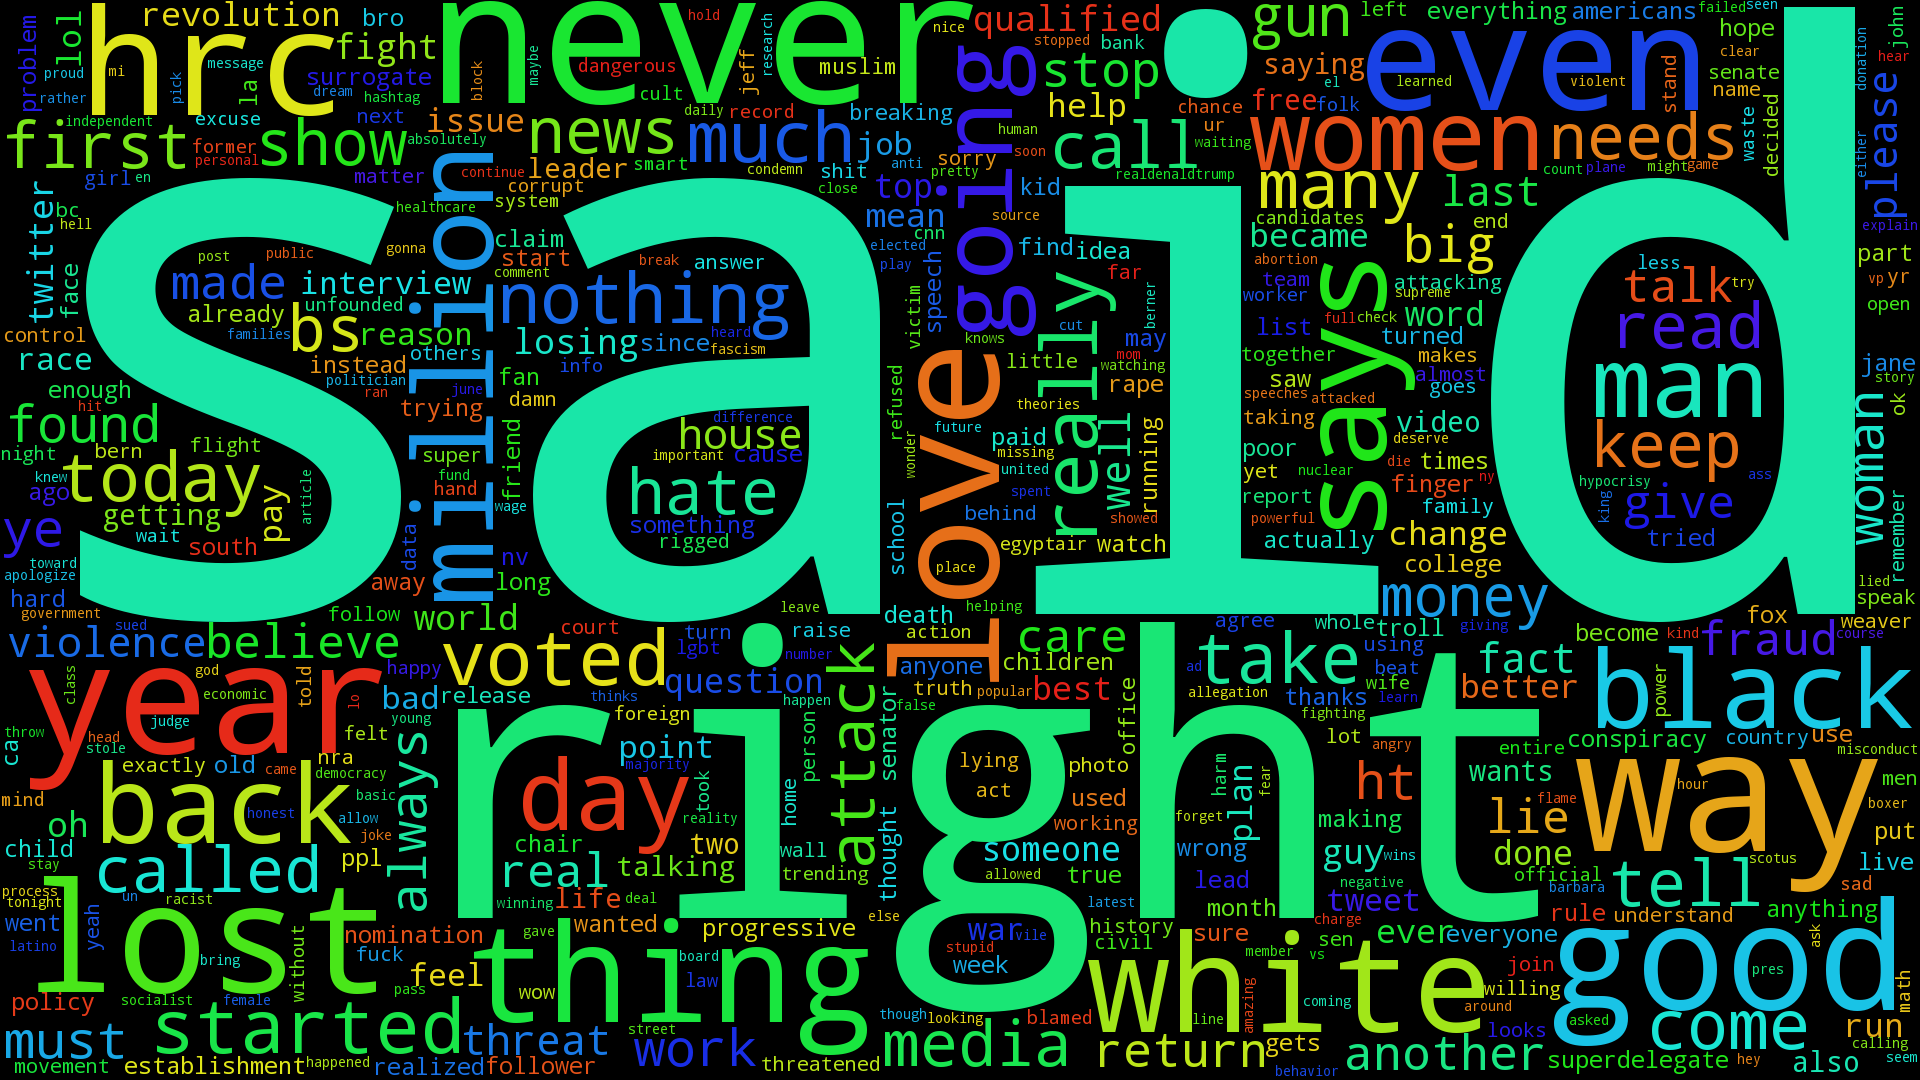 said
right
never
hrc
even
year
way
black
good
lost
back
thing
white
million
love
going
says
really
women
day
nothing
man
read
keep
talk
give
tried
today
found
first
show
news
much
call
many
big
needs
gun
stop
qualified
revolution
fight
surrogate
hashtag
lol
bro
la
message
mi
pick
problem
proud
rather
independent
excuse
dream
next
issue
absolutely
former
personal
girl
en
matter
twitter
face
bc
hell
healthcare
gonna
leader
corrupt
system
continue
smart
condemn
claim
start
comment
break
answer
dangerous
cult
record
daily
hold
maybe
block
jeff
research
muslim
nice
breaking
job
shit
close
anti
sorry
pretty
top
mean
elected
cnn
play
speech
victim
refused
kid
human
soon
source
stopped
bank
help
chance
ur
waiting
realdenaldtrump
find
idea
far
little
knows
may
cut
berner
mom
watching
theories
rape
paid
missing
united
spent
future
wonder
well
running
behind
showed
egyptair
watch
place
helping
school
saying
free
folk
el
left
everything
americans
failed
seen
learned
violent
stand
hope
clear
senate
name
waste
decided
donation
either
john
hear
please
explain
count
plane
might
game
last
end
candidates
became
abortion
team
worker
list
attacking
supreme
word
turned
full
check
makes
almost
goes
together
saw
speeches
attacked
taking
video
deserve
poor
yet
nuclear
die
times
report
finger
ny
powerful
family
actually
change
college
money
less
try
ass
hypocrisy
king
part
yr
vp
open
jane
story
ok
woman
remember
lied
speak
fox
weaver
made
post
public
interview
already
unfounded
families
bs
reason
control
race
instead
others
politician
ran
june
enough
hit
trying
night
bern
flight
knew
ago
ye
getting
pay
article
wait
south
toward
apologize
hard
government
sued
data
away
follow
world
super
fund
hand
wage
friend
nv
long
fan
damn
losing
since
info
heard
fascism
difference
house
important
cause
hate
something
rigged
leave
violence
believe
voted
court
turn
lgbt
raise
number
death
action
anyone
truth
popular
false
care
children
best
agree
ad
take
whole
troll
using
giving
beat
thanks
wife
learn
allegation
fighting
fact
better
become
kind
fraud
course
power
country
use
misconduct
conspiracy
entire
wants
men
class
god
economic
told
lo
happy
bad
release
question
thinks
happen
foreign
point
majority
attack
senator
person
young
felt
throw
ca
judge
head
stole
nra
democracy
exactly
old
came
basic
mind
honest
allow
joke
oh
child
stay
ppl
called
always
process
tonight
un
racist
went
yeah
latino
nomination
bring
fuck
without
feel
pass
policy
socialist
female
must
started
movement
establishment
happened
realized
follower
threat
chair
real
talking
two
took
reality
home
wall
trending
thought
winning
life
deal
wanted
gave
progressive
else
board
law
wow
street
work
threatened
media
though
looking
lying
act
someone
allowed
war
vile
stupid
week
photo
office
used
working
true
latest
history
civil
month
blamed
line
return
gets
behavior
amazing
sure
member
vs
coming
harm
plan
fear
forget
wrong
lead
lot
angry
ht
making
guy
wins
negative
tweet
charge
sen
ever
everyone
another
lie
flame
done
official
barbara
rule
understand
join
willing
around
looks
asked
come
superdelegate
hey
also
hour
boxer
put
scotus
tell
live
sad
anything
ask
pres
math
run
calling
seem